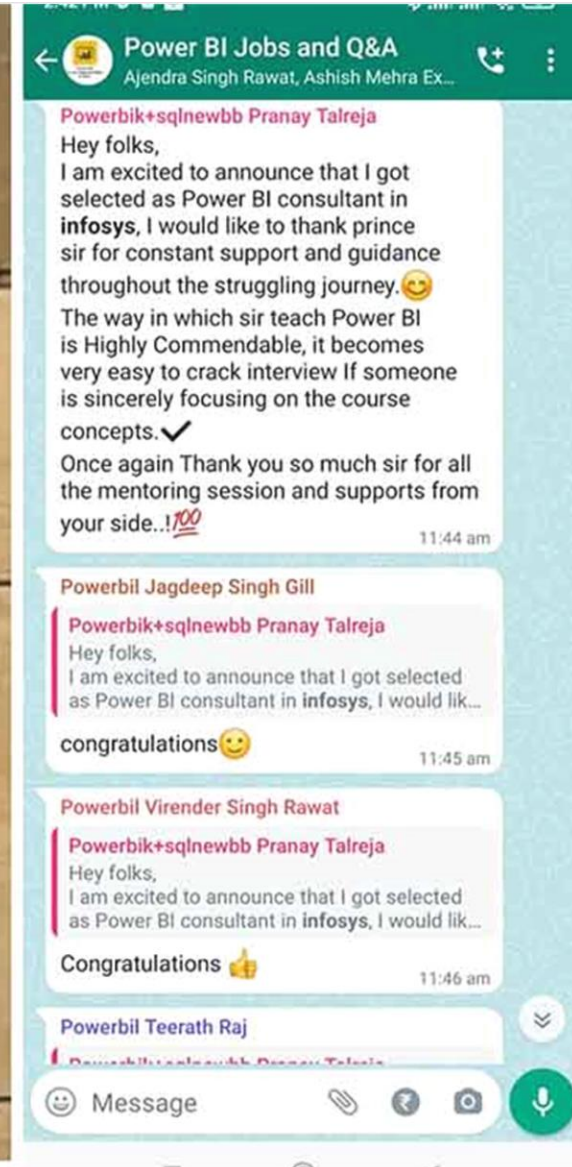 Power BI Jobs and Q&A
Ajendra Singh Rawat, Ashish Mehra Ex...
Powerbik+sqlnewbb Pranay Talreja
Hey folks,
I am excited to announce that I got
selected as Power BI consultant in
infosys, I would like to thank prince
sir for constant support and guidance
throughout the struggling journey.😊
The way in which sir teach Power BI
is Highly Commendable, it becomes
very easy to crack interview If someone
is sincerely focusing on the course
concepts.✔
Once again Thank you so much sir for all
the mentoring session and supports from
your side..!💯
11:44 am
Powerbil Jagdeep Singh Gill
Powerbik+sqlnewbb Pranay Talreja
Hey folks,
I am excited to announce that I got selected
as Power BI consultant in infosys, I would lik...
congratulations🙂
11:45 am
Powerbil Virender Singh Rawat
Powerbik+sqlnewbb Pranay Talreja
Hey folks,
I am excited to announce that I got selected
as Power BI consultant in infosys, I would lik...
Congratulations 👍
11:46 am
Powerbil Teerath Raj
Message